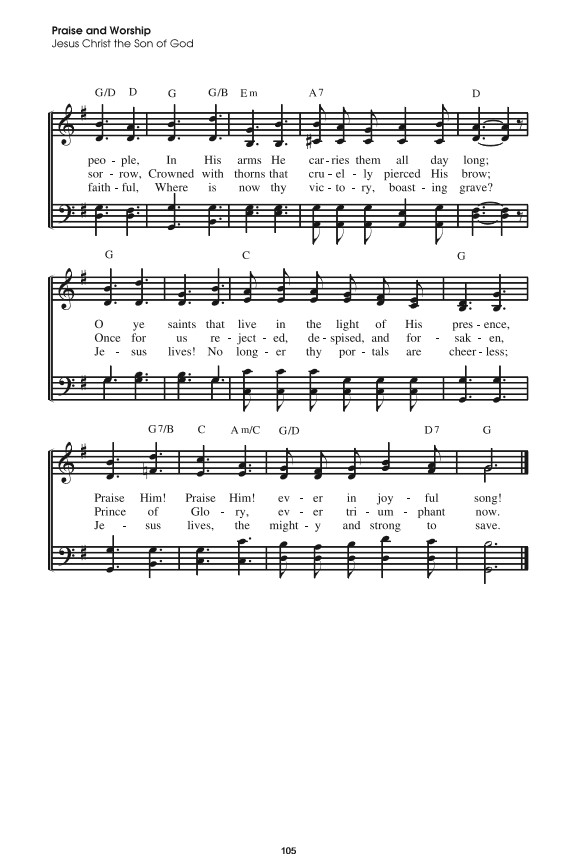 Praise and Worship
Jesus Christ the Son of God
G/D D G G/B Em A7 D
peo - ple, In His arms He car - ries them all day long;
sor - row, Crowned with thorns that cru - el - ly pierced His brow;
faith - ful, Where is now thy vic - to - ry, boast - ing grave?
G C G
O ye saints that live in the light of His pres - ence,
Once for us re - ject - ed, de - spised, and for - sak - en,
Je - sus lives! No long - er thy por - tals are cheer - less;
G7/B C Am/C G/D D7 G
Praise Him! Praise Him! ev - er in joy - ful song!
Prince of Glo - ry, ev - er tri - um - phant now.
Je - sus lives, the might - y and strong to save.
105